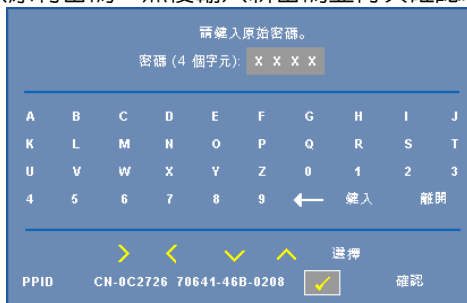 請鍵入原始密碼。
密碼 (4 個字元): X X X X
A B C D E F G H I J
K L M N O P Q R S T
U V W X Y Z 0 1 2 3
4 5 6 7 8 9 ← 鍵入 離開
> < ∨ ∧ 選擇
PPID CN-0C2726 70641-46B-0208 ✓ 確認